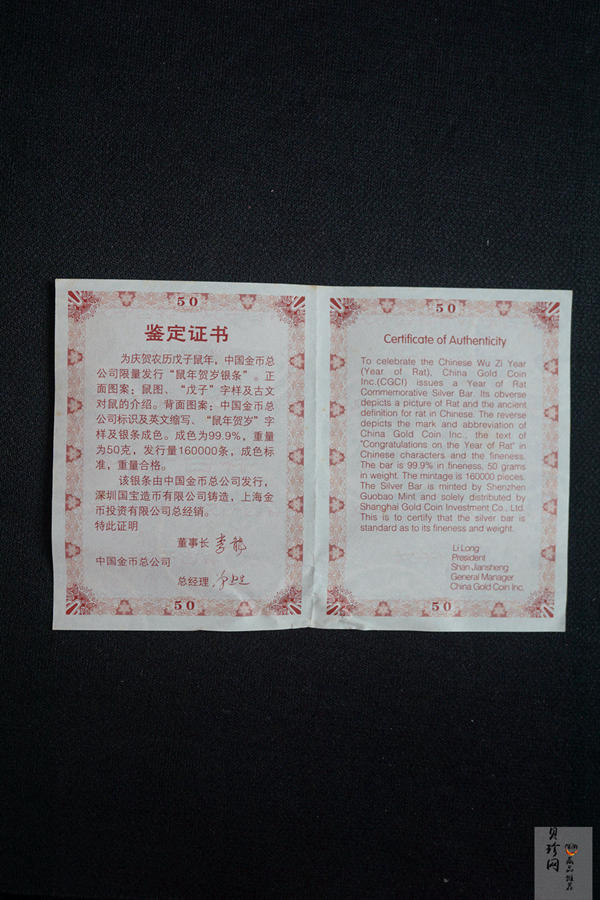 50
鉴定证书
为庆贺农历戊子鼠年，中国金币总
公司限量发行“鼠年贺岁银条”。正
面图案：鼠图、“戊子”字样及古文
对鼠的介绍。背面图案：中国金币总
公司标识及英文缩写、“鼠年贺岁”字
样及银条成色。成色为99.9%，重量
为50克，发行量160000条，成色标
准，重量合格。
该银条由中国金币总公司发行，
深圳国宝造币有限公司铸造，上海金
币投资有限公司总经销。
特此证明
董事长 李龙
中国金币总公司
总经理
50
50
Certificate of Authenticity
To celebrate the Chinese Wu Zi Year
(Year of Rat), China Gold Coin
Inc.(CGCI) issues a Year of Rat
Commemorative Silver Bar. Its obverse
depicts a picture of Rat and the ancient
definition for rat in Chinese. The reverse
depicts the mark and abbreviation of
China Gold Coin Inc., the text of
"Congratulations on the Year of Rat" in
Chinese characters and the fineness.
The bar is 99.9% in fineness, 50 grams
in weight. The mintage is 160000 pieces.
The Silver Bar is minted by Shenzhen
Guobao Mint and solely distributed by
Shanghai Gold Coin Investment Co., Ltd.
This is to certify that the silver bar is
standard as to its fineness and weight.
Li Long
President
Shan Jiansheng
General Manager
China Gold Coin Inc.
50
贝珍网
藏品推荐